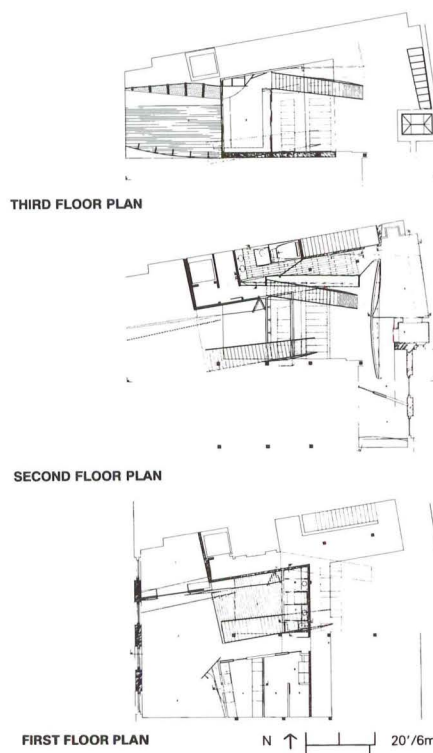 THIRD FLOOR PLAN
SECOND FLOOR PLAN
FIRST FLOOR PLAN N ↑ 20'/6m